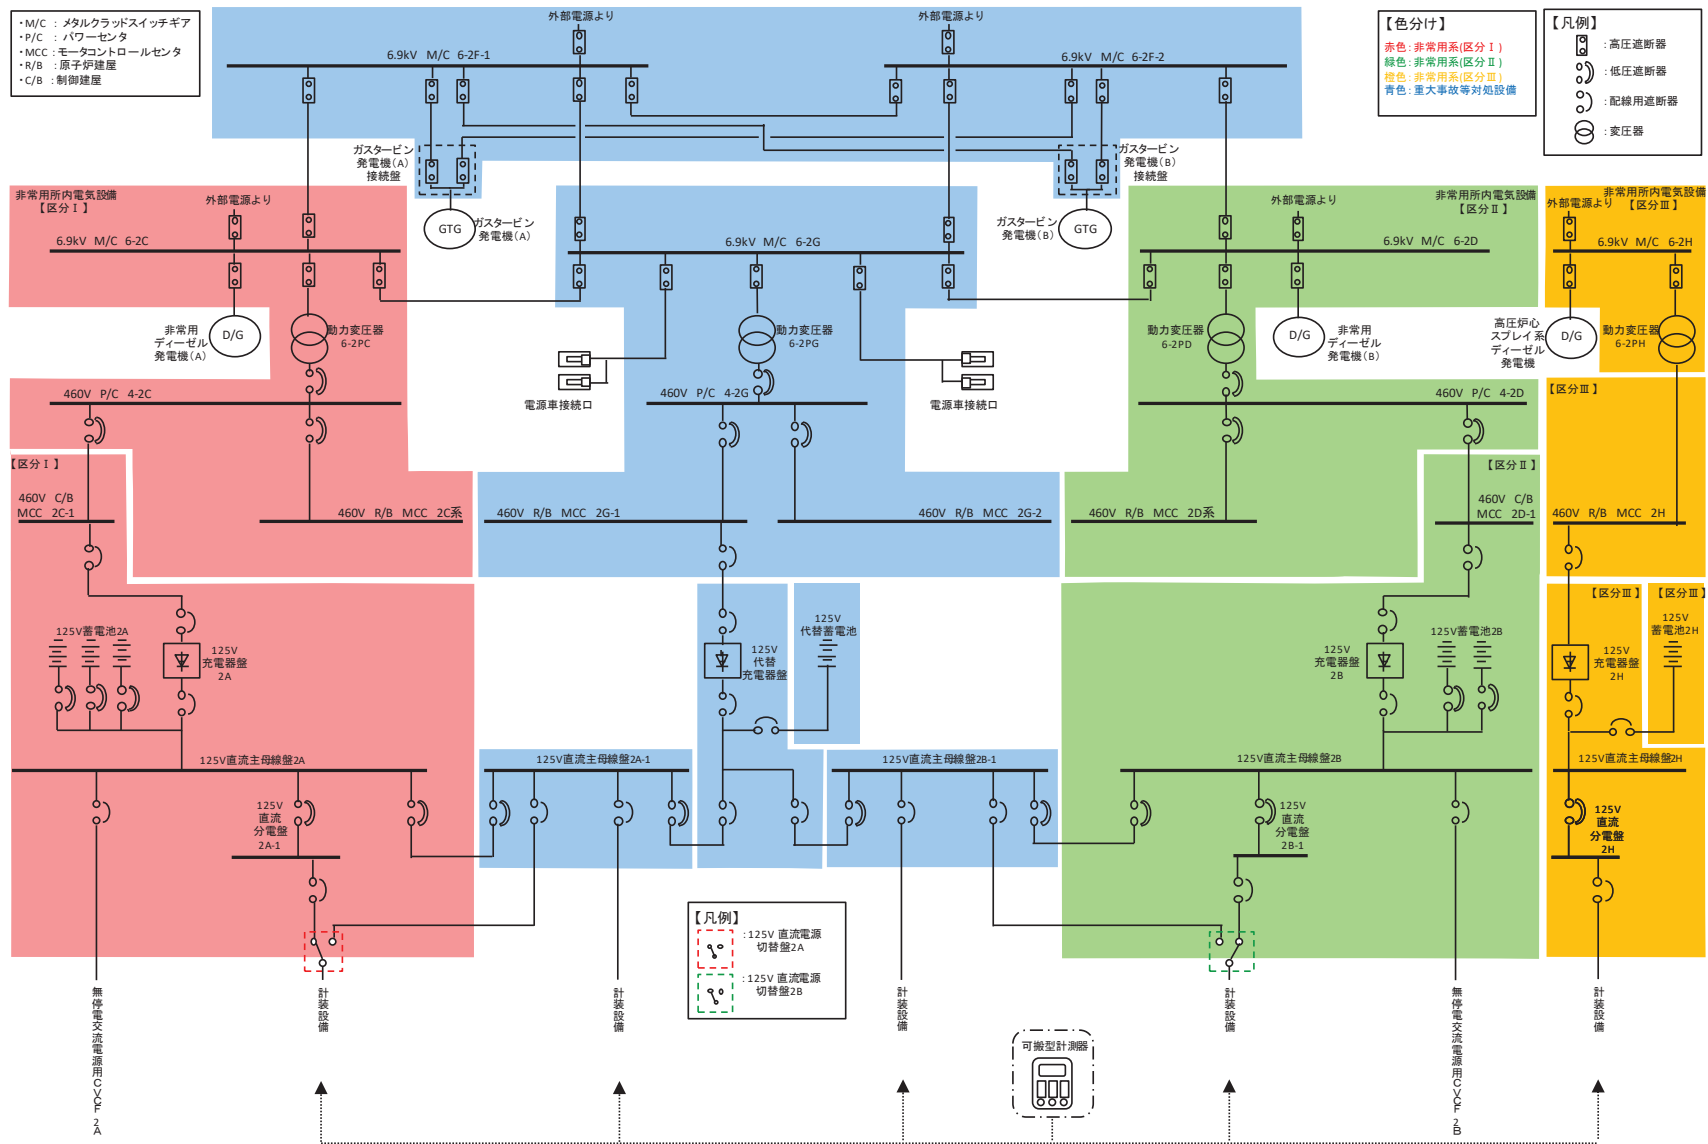 ・M/C : メタルクラッドスイッチギア
・P/C : パワーセンタ
・MCC : モータコントロールセンタ
・R/B : 原子炉建屋
・C/B : 制御建屋
外部電源より
外部電源より
6.9kV M/C 6-2F-1
6.9kV M/C 6-2F-2
【色分け】
赤色 : 非常用系(区分Ⅰ)
緑色 : 非常用系(区分Ⅱ)
橙色 : 非常用系(区分Ⅲ)
青色 : 重大事故等対処設備
【凡例】
: 高圧遮断器
: 低圧遮断器
: 配線用遮断器
: 変圧器
ガスタービン
発電機(A)
接続盤
ガスタービン
発電機(B)
接続盤
GTG
ガスタービン
発電機(A)
ガスタービン
発電機(B)
GTG
非常用所内電気設備
【区分Ⅰ】
外部電源より
6.9kV M/C 6-2C
6.9kV M/C 6-2G
外部電源より
非常用所内電気設備
【区分Ⅱ】
6.9kV M/C 6-2D
非常用所内電気設備
【区分Ⅲ】
外部電源より
6.9kV M/C 6-2H
非常用
ディーゼル
発電機(A)
D/G
動力変圧器
6-2PC
動力変圧器
6-2PG
動力変圧器
6-2PD
D/G
非常用
ディーゼル
発電機(B)
高圧炉心
スプレイ系
ディーゼル
発電機
D/G
動力変圧器
6-2PH
電源車接続口
電源車接続口
460V P/C 4-2C
460V P/C 4-2G
460V P/C 4-2D
【区分Ⅲ】
【区分Ⅰ】
【区分Ⅱ】
460V C/B
MCC 2C-1
460V R/B MCC 2C系
460V R/B MCC 2G-1
460V R/B MCC 2G-2
460V R/B MCC 2D系
460V C/B
MCC 2D-1
460V R/B MCC 2H
【区分Ⅲ】
【区分Ⅲ】
125V蓄電池2A
125V
充電器盤
2A
125V
代替
充電器盤
125V
代替蓄電池
125V
充電器盤
2B
125V蓄電池2B
125V
充電器盤
2H
125V
蓄電池2H
125V直流主母線盤2A
125V直流主母線盤2A-1
125V直流主母線盤2B-1
125V直流主母線盤2B
125V直流主母線盤2H
125V
直流
分電盤
2A-1
125V
直流
分電盤
2B-1
125V
直流
分電盤
2H
【凡例】
: 125V 直流電源
切替盤2A
: 125V 直流電源
切替盤2B
無停電交流電源用CVCF2A
計装設備
計装設備
計装設備
計装設備
無停電交流電源用CVCF2B
計装設備
可搬型計測器